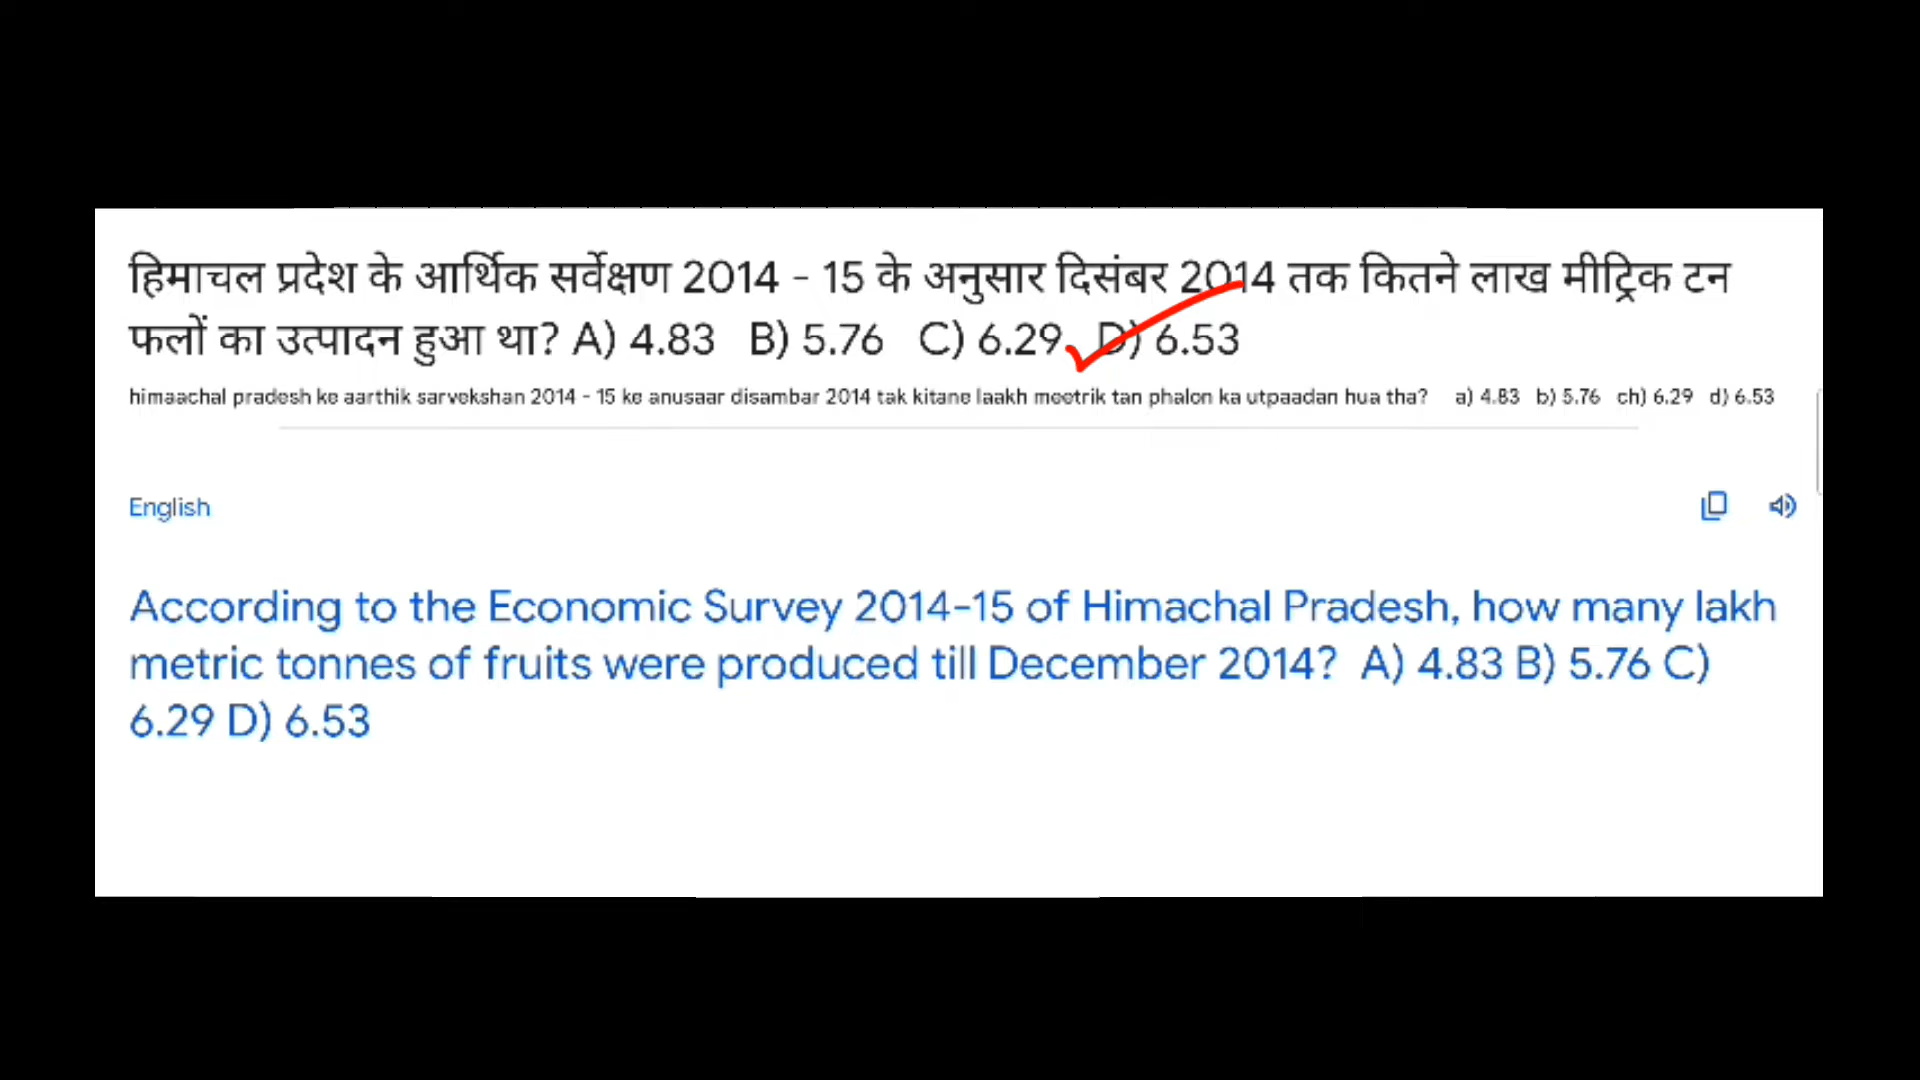 हिमाचल प्रदेश के आर्थिक सर्वेक्षण 2014 - 15 के अनुसार दिसंबर 2014 तक कितने लाख मीट्रिक टन
फलों का उत्पादन हुआ था? A) 4.83 B) 5.76 C) 6.29 D) 6.53
himaachal pradesh ke aarthik sarvekshan 2014 - 15 ke anusaar disambar 2014 tak kitane laakh meetrik tan phalon ka utpaadan hua tha? a) 4.83 b) 5.76 ch) 6.29 d) 6.53
English
According to the Economic Survey 2014-15 of Himachal Pradesh, how many lakh
metric tonnes of fruits were produced till December 2014? A) 4.83 B) 5.76 C)
6.29 D) 6.53